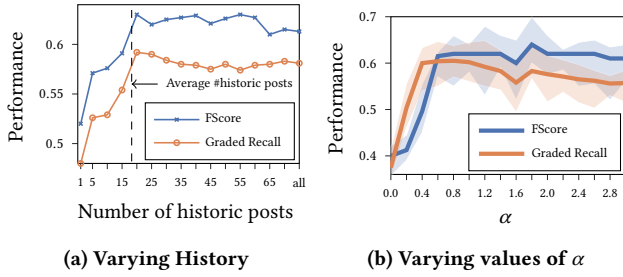 Performance
0.6
0.5
Average #historic posts
FScore
Graded Recall
1 5 15 25 35 45 55 65 all
Number of historic posts
(a) Varying History
Performance
0.7
0.6
0.5
0.4
FScore
Graded Recall
0.0 0.4 0.8 1.2 1.6 2.0 2.4 2.8
α
(b) Varying values of α